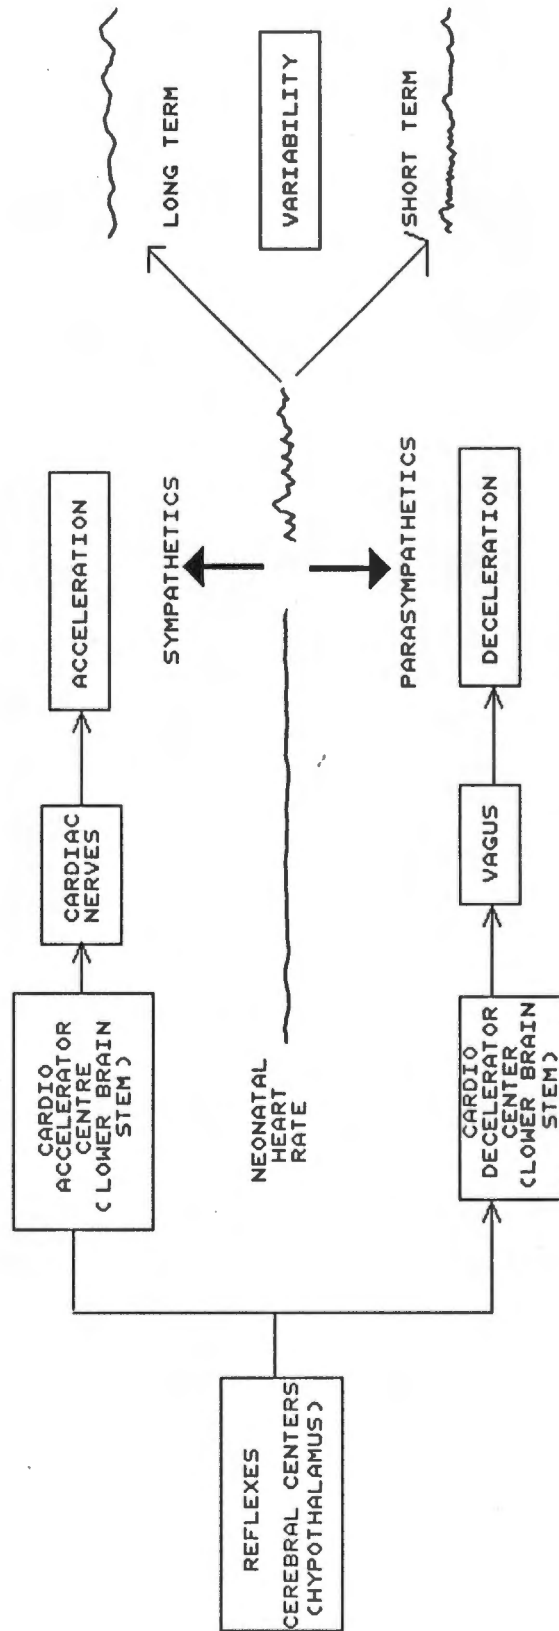 REFLEXES
CEREBRAL CENTERS
(HYPOTHALAMUS)
CARDIO
ACCELERATOR
CENTRE
(LOWER BRAIN
STEM)
CARDIAC
NERVES
ACCELERATION
SYMPATHETICS
NEONATAL
HEART
RATE
PARASYMPATHETICS
CARDIO
DECELERATOR
CENTER
(LOWER BRAIN
STEM)
VAGUS
DECELERATION
LONG TERM
VARIABILITY
SHORT TERM